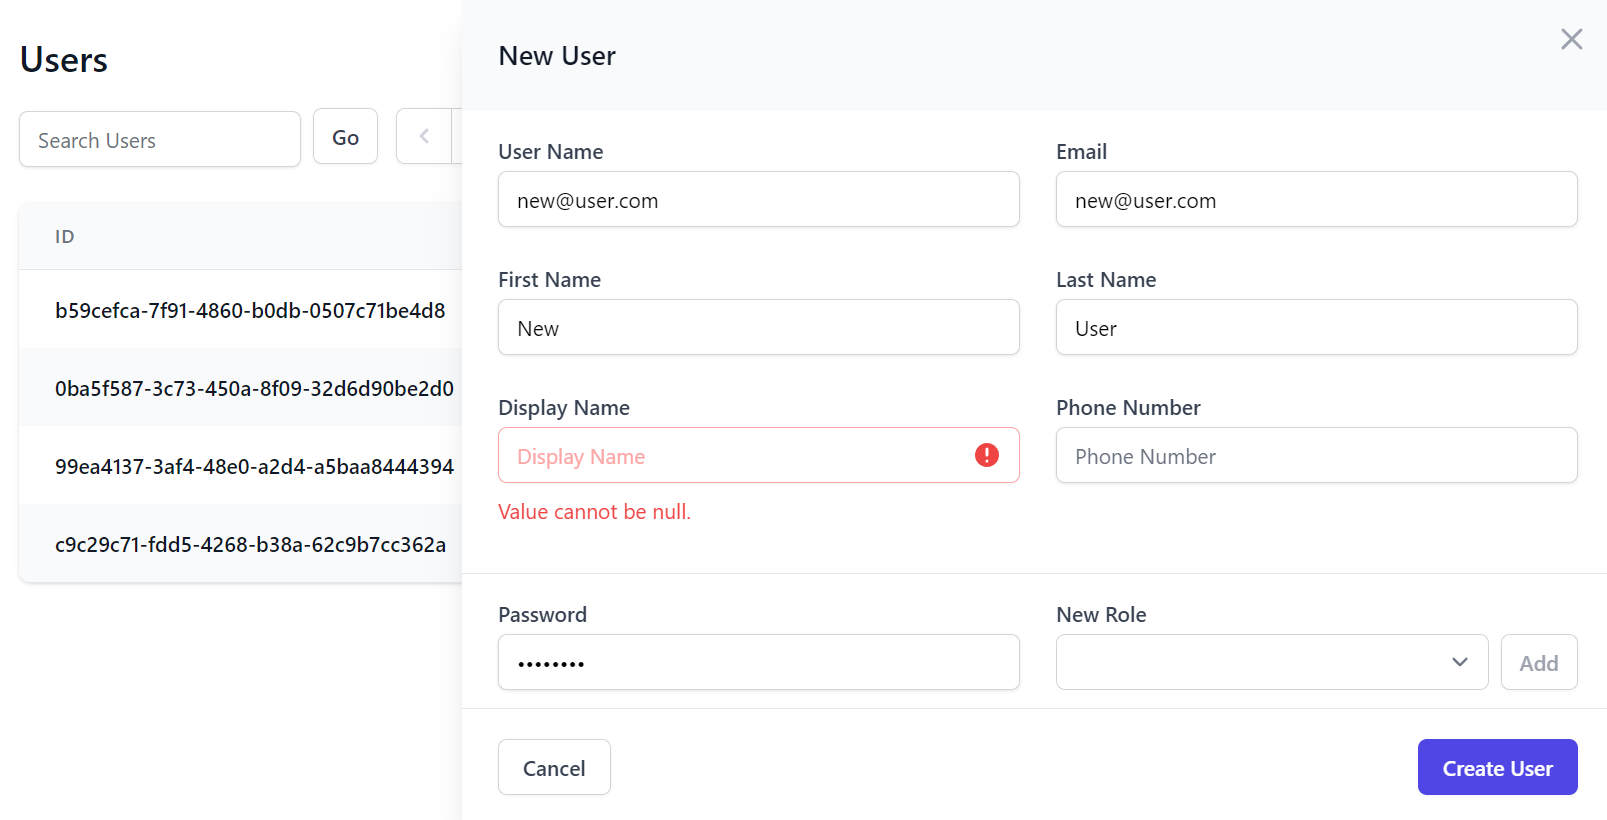 Users
Search Users
Go
ID
b59cefca-7f91-4860-b0db-0507c71be4d8
0ba5f587-3c73-450a-8f09-32d6d90be2d0
99ea4137-3af4-48e0-a2d4-a5baa8444394
c9c29c71-fdd5-4268-b38a-62c9b7cc362a
New User
User Name
new@user.com
Email
new@user.com
First Name
New
Last Name
User
Display Name
Display Name
Value cannot be null.
Phone Number
Phone Number
Password
••••••••
New Role
Add
Cancel
Create User